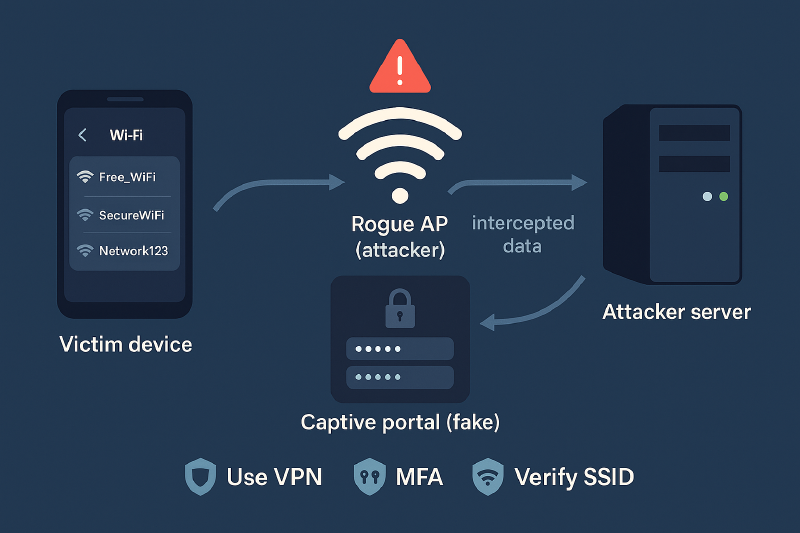 Wi-Fi
Free_WiFi
SecureWiFi
Network123
Victim device
Rogue AP
(attacker)
intercepted
data
Attacker server
Captive portal (fake)
Use VPN
MFA
Verify SSID